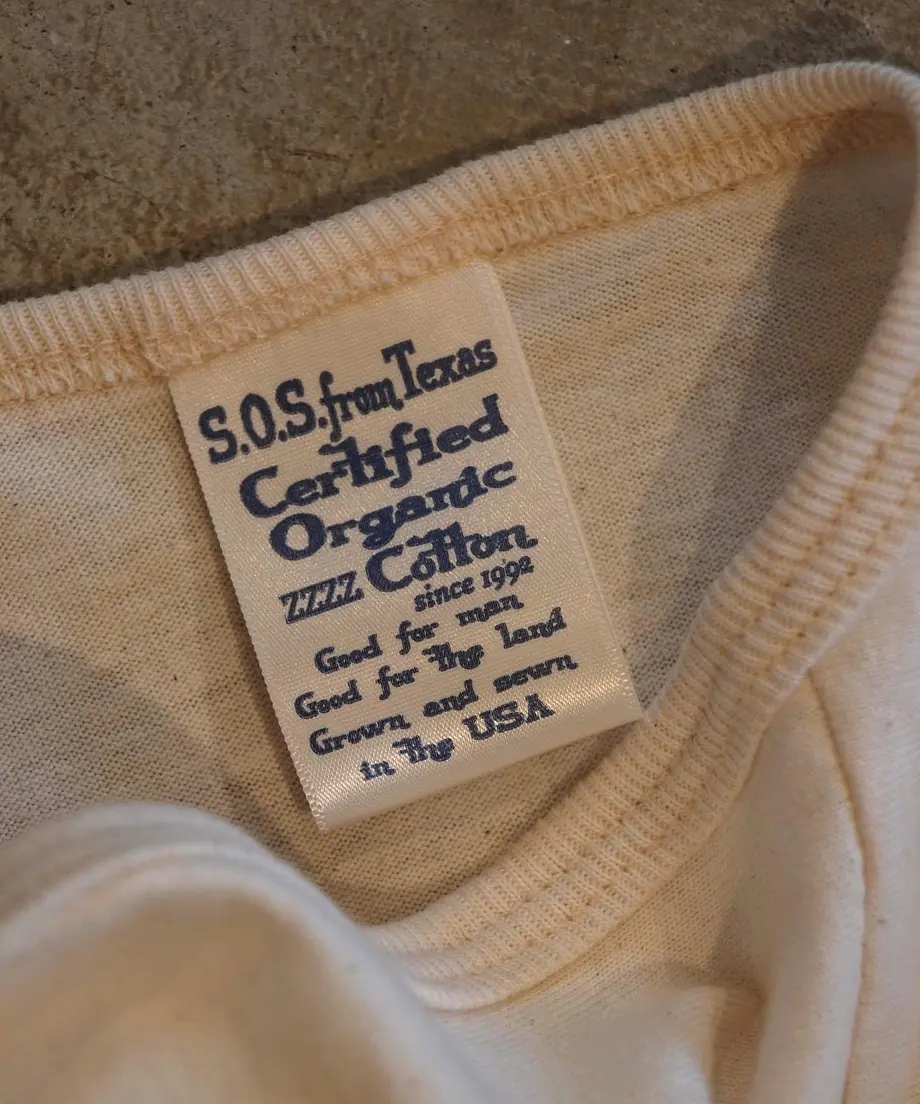 S.O.S. from Texas
Certified
Organic
ZZZZ Cotton
since 1992
Good for man
Good for the land
Grown and sewn
in the USA